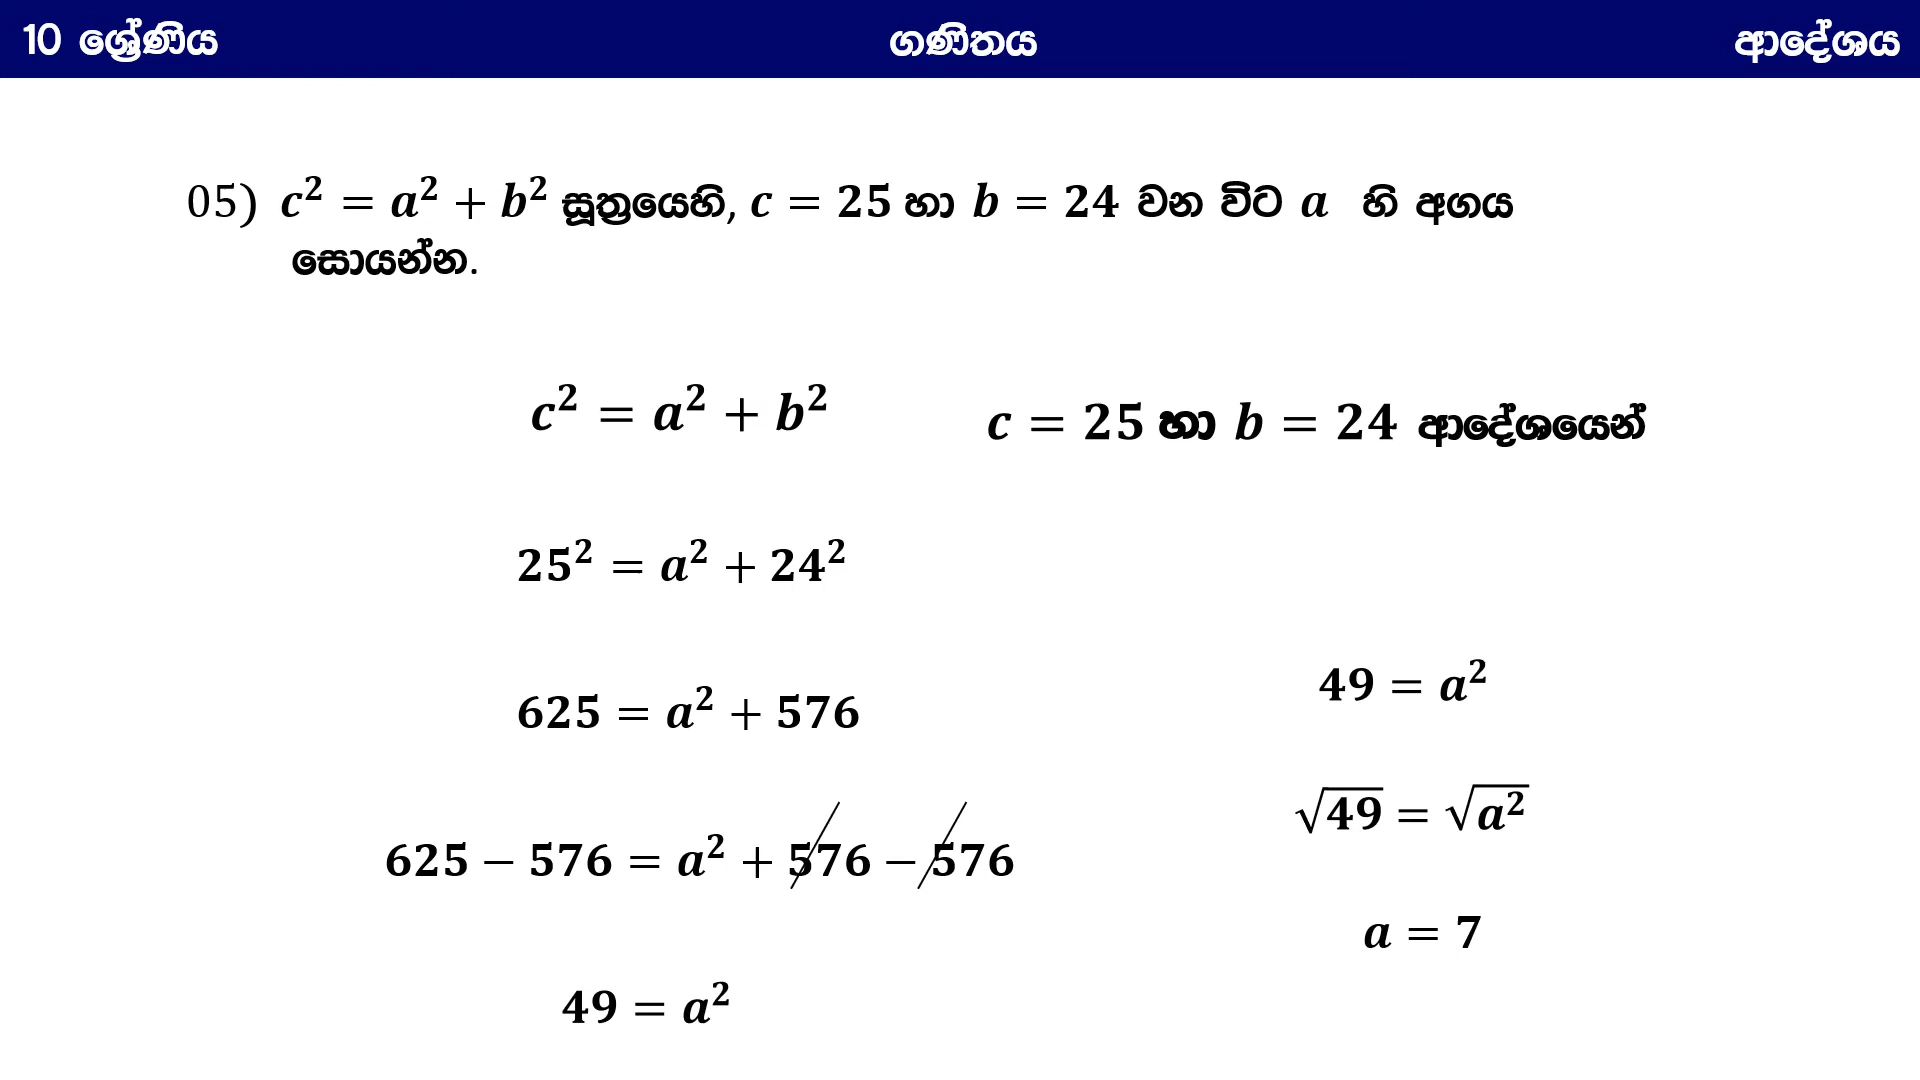 10 ශ්‍රේණිය ගණිතය ආදේශය
05) c² = a² + b² සූත්‍රයෙහි, c = 25 හා b = 24 වන විට a හි අගය
සොයන්න.
c² = a² + b²
c = 25 හා b = 24 ආදේශයෙන්
25² = a² + 24²
625 = a² + 576
625 − 576 = a² + 576 − 576
49 = a²
49 = a²
√49 = √a²
a = 7